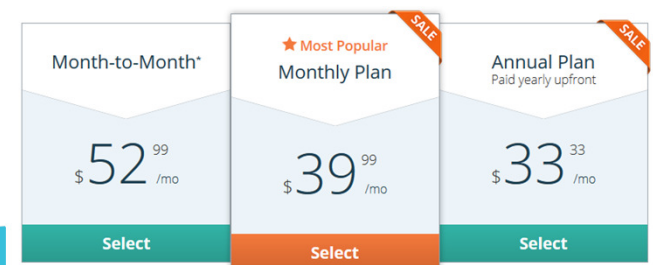 Month-to-Month*
$52 99 /mo
Select
SALE
★ Most Popular
Monthly Plan
$39 99 /mo
Select
SALE
Annual Plan
Paid yearly upfront
$33 33 /mo
Select